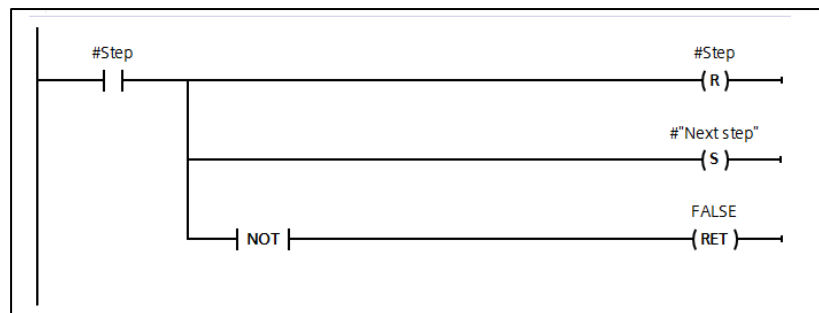 #Step
#Step
R
#"Next step"
S
FALSE
NOT
RET